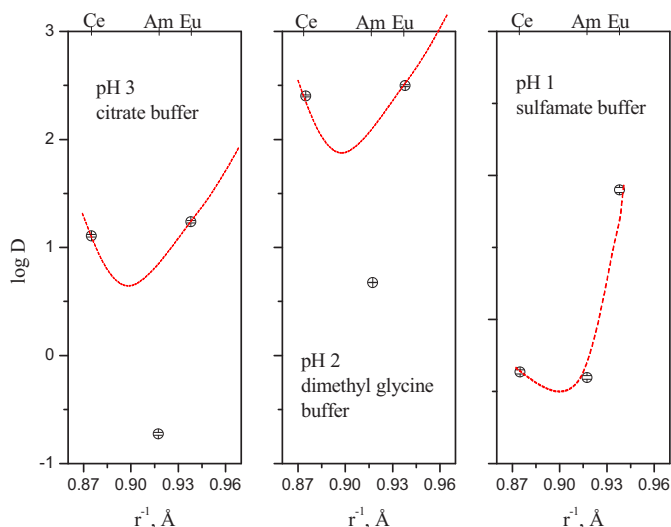 Ce Am Eu
Ce Am Eu
Ce Am Eu
3
2
1
0
-1
log D
pH 3
citrate buffer
pH 2
dimethyl glycine
buffer
pH 1
sulfamate buffer
0.87 0.90 0.93 0.96
0.87 0.90 0.93 0.96
0.87 0.90 0.93 0.96
r⁻¹, Å
r⁻¹, Å
r⁻¹, Å